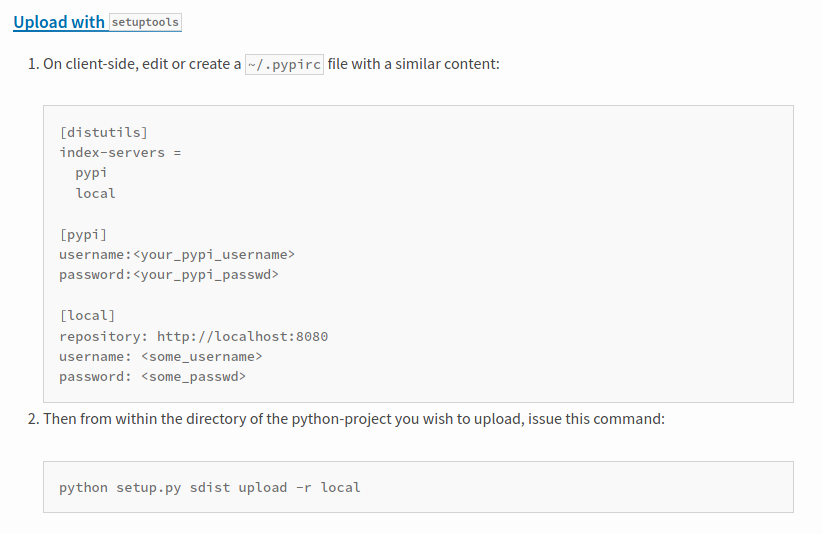 Upload with setuptools
1. On client-side, edit or create a ~/.pypirc file with a similar content:
[distutils]
index-servers =
  pypi
  local
[pypi]
username:<your_pypi_username>
password:<your_pypi_passwd>
[local]
repository: http://localhost:8080
username: <some_username>
password: <some_passwd>
2. Then from within the directory of the python-project you wish to upload, issue this command:
python setup.py sdist upload -r local